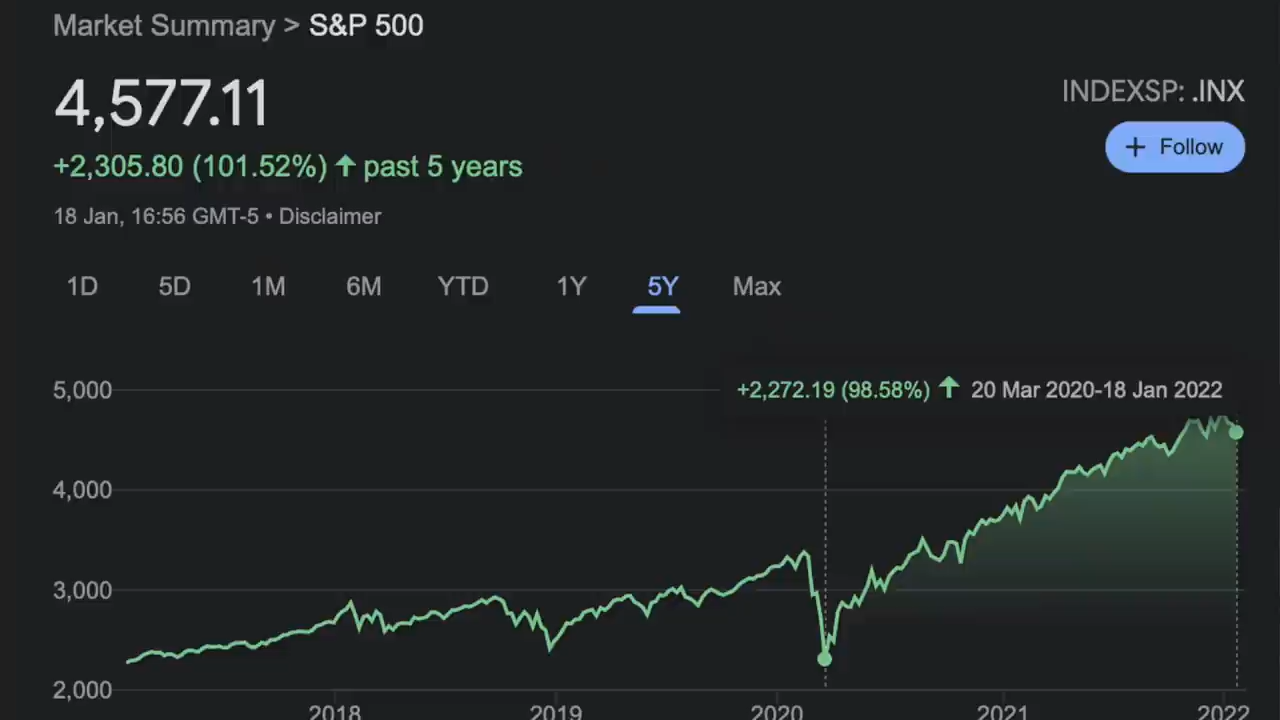 Market Summary > S&P 500
4,577.11
INDEXSP: .INX
+ Follow
+2,305.80 (101.52%) ↑ past 5 years
18 Jan, 16:56 GMT-5 • Disclaimer
1D 5D 1M 6M YTD 1Y 5Y Max
5,000
+2,272.19 (98.58%) ↑ 20 Mar 2020-18 Jan 2022
4,000
3,000
2,000
2018 2019 2020 2021 2022